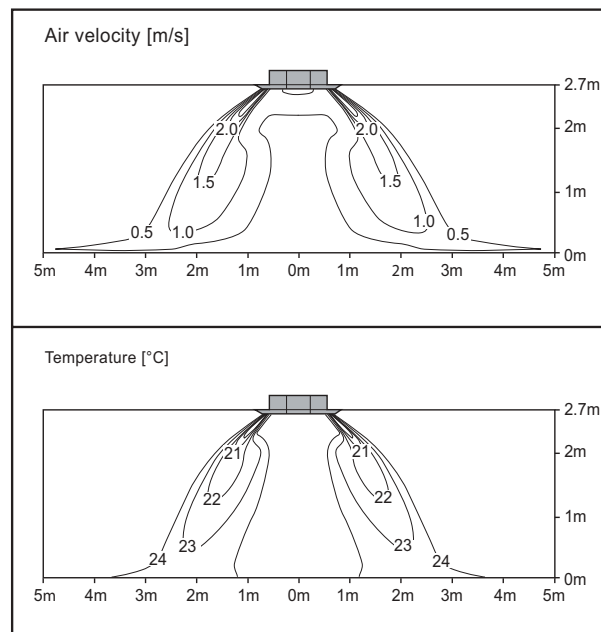 Air velocity [m/s]
2.7m
2.0 2.0 2m
1.5 1.5
1m
0.5 1.0 1.0 0.5
0m
5m 4m 3m 2m 1m 0m 1m 2m 3m 4m 5m
Temperature [°C]
2.7m
21 21 2m
22 22
23 23 1m
24 24
0m
5m 4m 3m 2m 1m 0m 1m 2m 3m 4m 5m